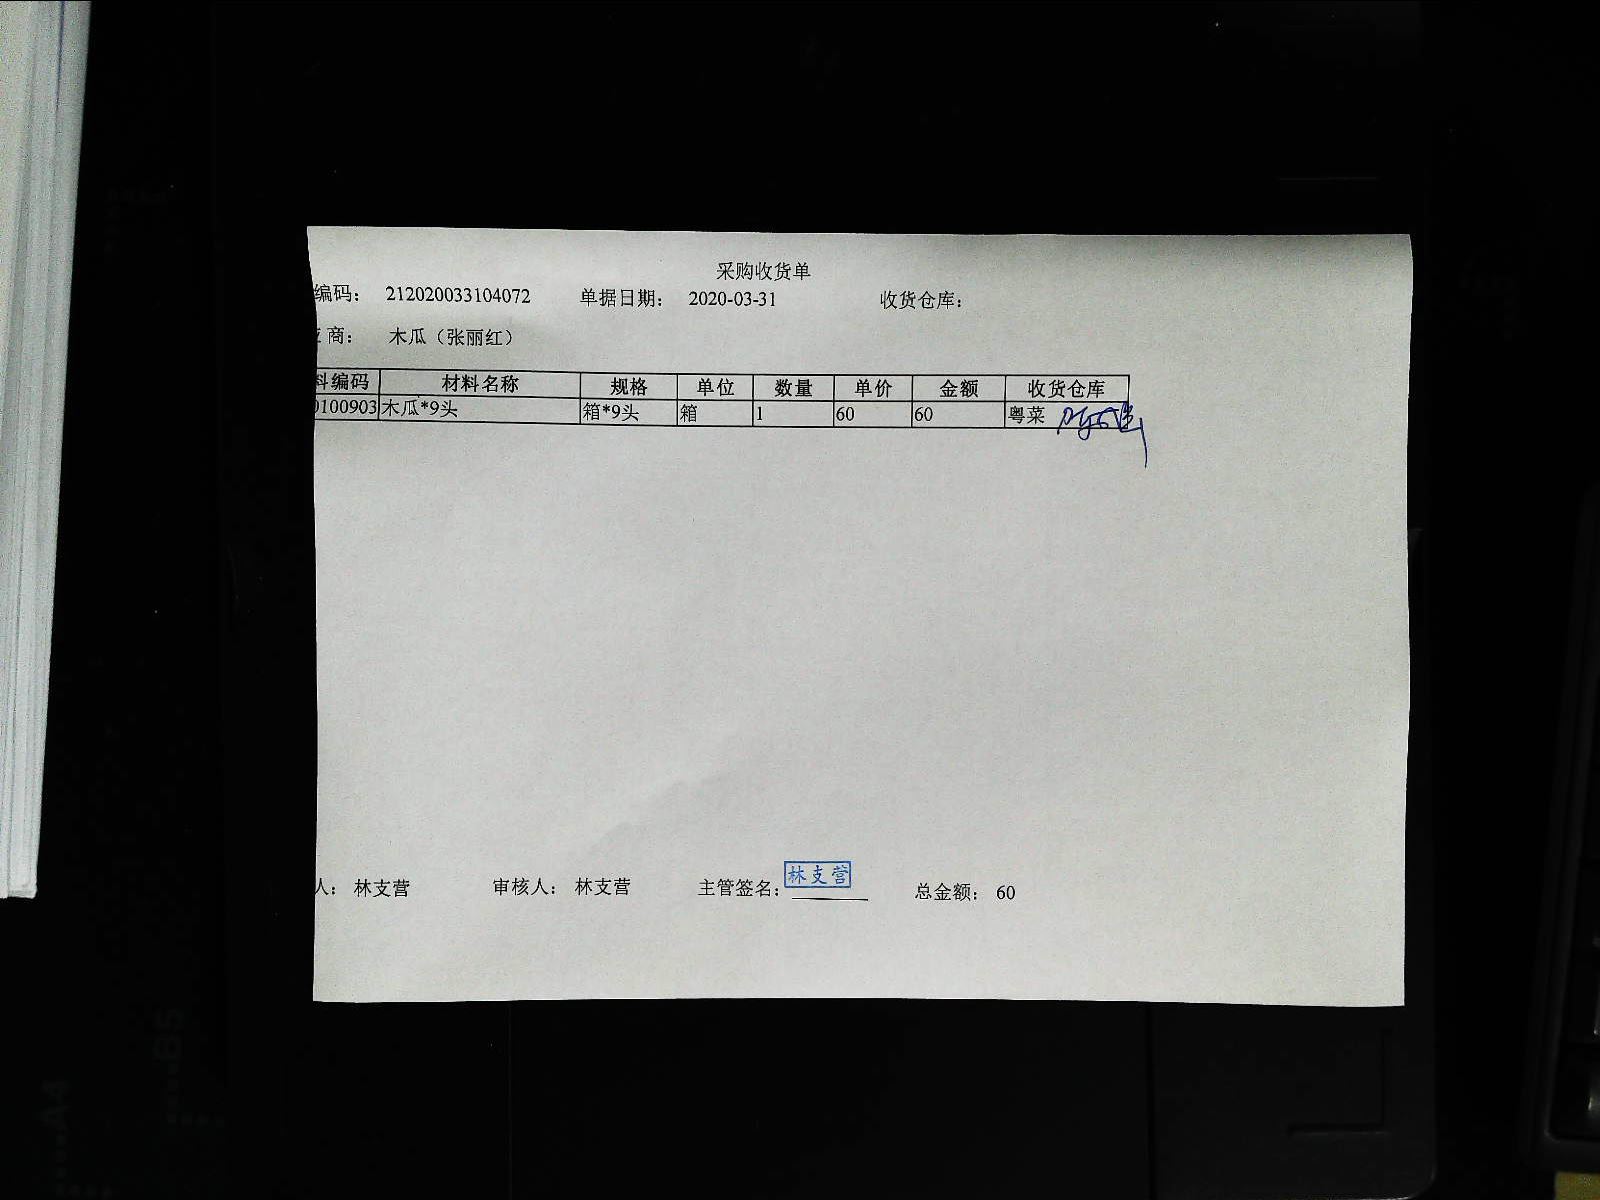 采购收货单
编码： 212020033104072 单据日期： 2020-03-31 收货仓库：
商： 木瓜（张丽红）
料编码 材料名称 规格 单位 数量 单价 金额 收货仓库
0100903 木瓜*9头 箱*9头 箱 1 60 60 粤菜
人： 林支营 审核人： 林支营 主管签名： 林支营 总金额： 60
B5
A4